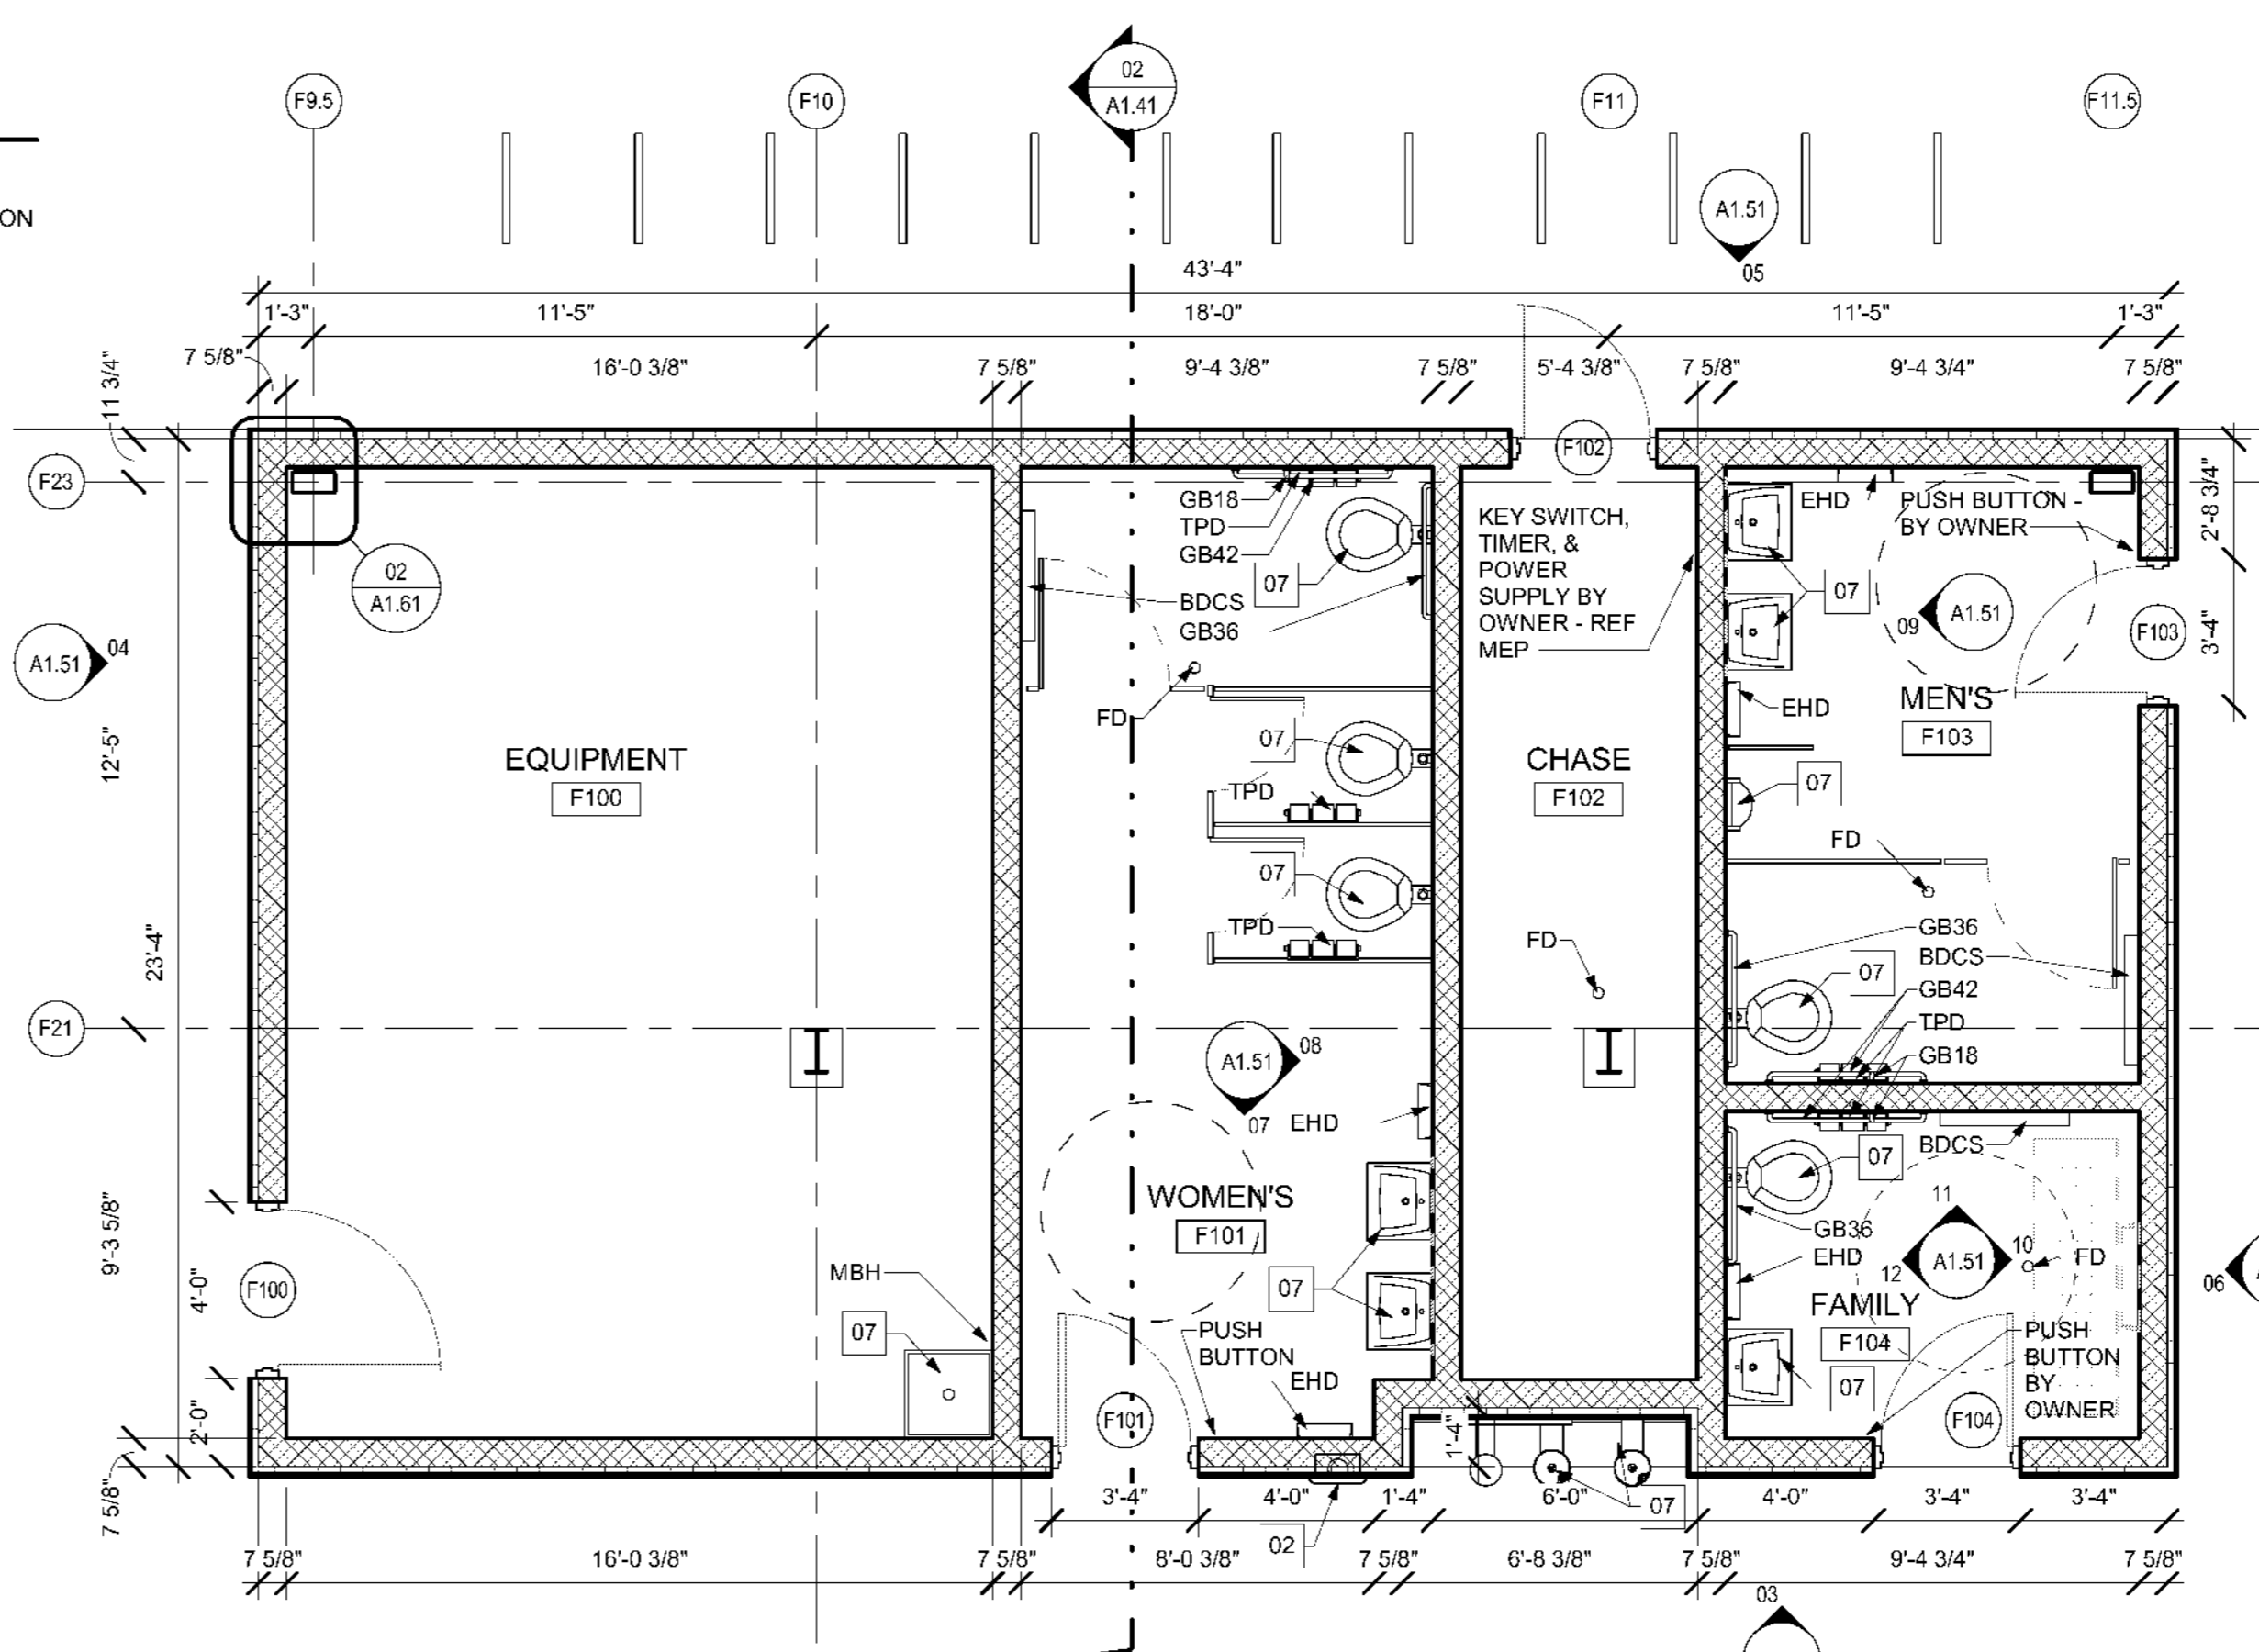 F9.5
F10
02
A1.41
F11
F11.5
ON
A1.51
05
43'-4"
1'-3"
11'-5"
18'-0"
11'-5"
1'-3"
7 5/8"
16'-0 3/8"
7 5/8"
9'-4 3/8"
7 5/8"
5'-4 3/8"
7 5/8"
9'-4 3/4"
7 5/8"
11 3/4"
F23
F102
2'-8 3/4"
GB18
TPD
GB42
07
BDCS
GB36
KEY SWITCH,
TIMER, &
POWER
SUPPLY BY
OWNER - REF
MEP
EHD
PUSH BUTTON -
BY OWNER
07
02
A1.61
A1.51
04
09
A1.51
F103
3'-4"
FD
EHD
MEN'S
F103
12'-5"
EQUIPMENT
F100
07
TPD
CHASE
F102
07
FD
07
TPD
FD
GB36
BDCS
07
GB42
TPD
GB18
23'-4"
F21
A1.51
08
07
EHD
BDCS
07
9'-3 5/8"
WOMEN'S
F101
11
GB36
EHD
A1.51
10
FD
12
06
F100
4'-0"
MBH
07
07
FAMILY
F104
PUSH
BUTTON
EHD
PUSH
BUTTON
BY
OWNER
07
2'-0"
F101
1'-4"
F104
7 5/8"
3'-4"
4'-0"
1'-4"
6'-0"
07
4'-0"
3'-4"
3'-4"
02
7 5/8"
16'-0 3/8"
7 5/8"
8'-0 3/8"
7 5/8"
6'-8 3/8"
7 5/8"
9'-4 3/4"
7 5/8"
03